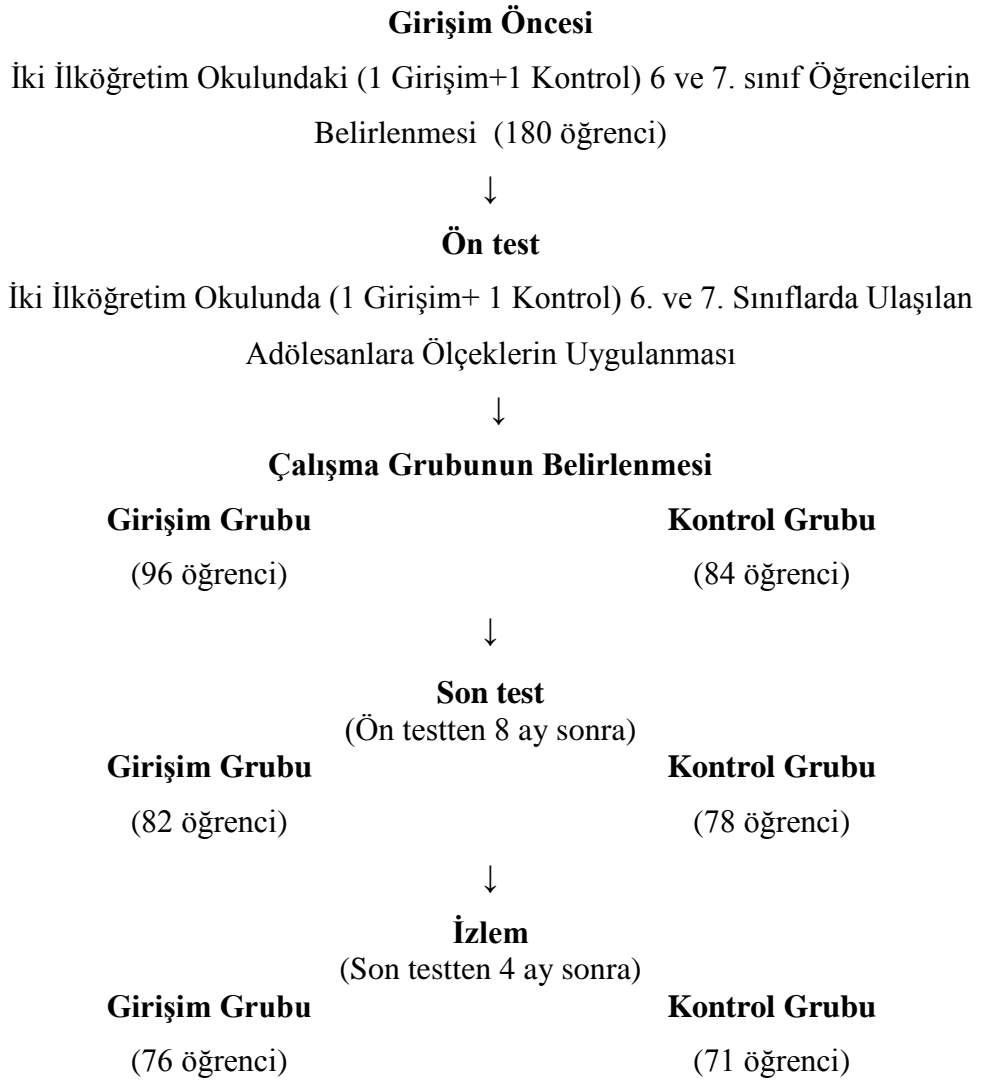 Girişim Öncesi
İki İlköğretim Okulundaki (1 Girişim+1 Kontrol) 6 ve 7. sınıf Öğrencilerin
Belirlenmesi (180 öğrenci)
↓
Ön test
İki İlköğretim Okulunda (1 Girişim+ 1 Kontrol) 6. ve 7. Sınıflarda Ulaşılan
Adölesanlara Ölçeklerin Uygulanması
↓
Çalışma Grubunun Belirlenmesi
Girişim Grubu Kontrol Grubu
(96 öğrenci) (84 öğrenci)
↓
Son test
(Ön testten 8 ay sonra)
Girişim Grubu Kontrol Grubu
(82 öğrenci) (78 öğrenci)
↓
İzlem
(Son testten 4 ay sonra)
Girişim Grubu Kontrol Grubu
(76 öğrenci) (71 öğrenci)